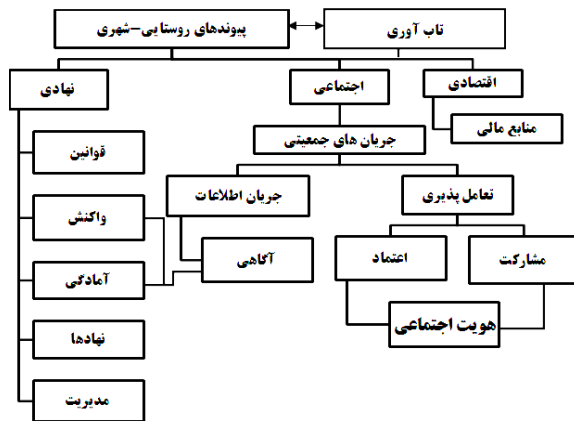 تاب آوری
پیوندهای روستایی-شهری
اقتصادی
اجتماعی
نهادی
منابع مالی
جریان های جمعیتی
قوانین
تعامل پذیری
جریان اطلاعات
واکنش
مشارکت
اعتماد
آگاهی
آمادگی
هویت اجتماعی
نهادها
مدیریت